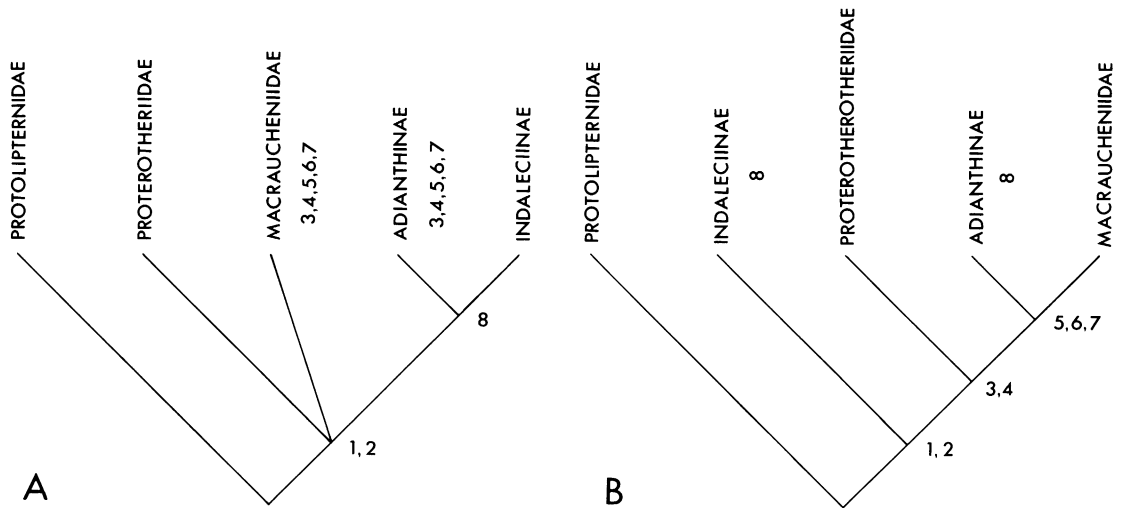 PROTOLIPTERNIDAE
PROTEROTHERIIDAE
MACRAUCHENIIDAE
3,4,5,6,7
ADIANTHINAE
3,4,5,6,7
INDALECIINAE
8
1,2
A
PROTOLIPTERNIDAE
INDALECIINAE
8
PROTEROTHEROTHERIIDAE
ADIANTHINAE
8
MACRAUCHENIIDAE
5,6,7
3,4
1,2
B